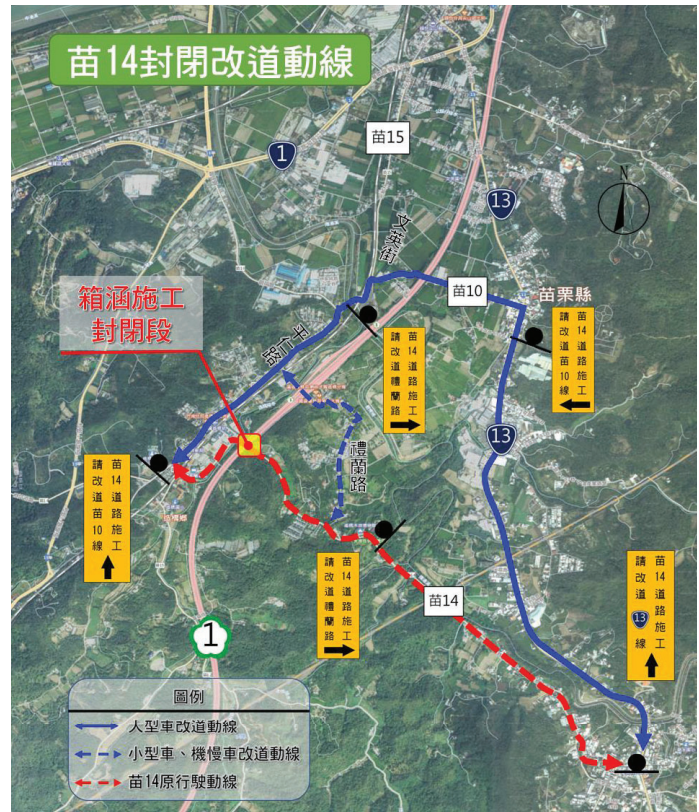 苗14封閉改道動線
1
苗15
13
N
文英街
苗10
苗栗縣
箱涵施工
封閉段
平仁路
苗14道路施工
請改道禮蘭路
苗14道路施工
請改道苗10線
13
禮蘭路
苗14道路施工
請改道苗10線
苗14道路施工
請改道禮蘭路
苗14
苗14道路施工
請改道13線
1
圖例
人型車改道動線
小型車、機慢車改道動線
苗14原行駛動線